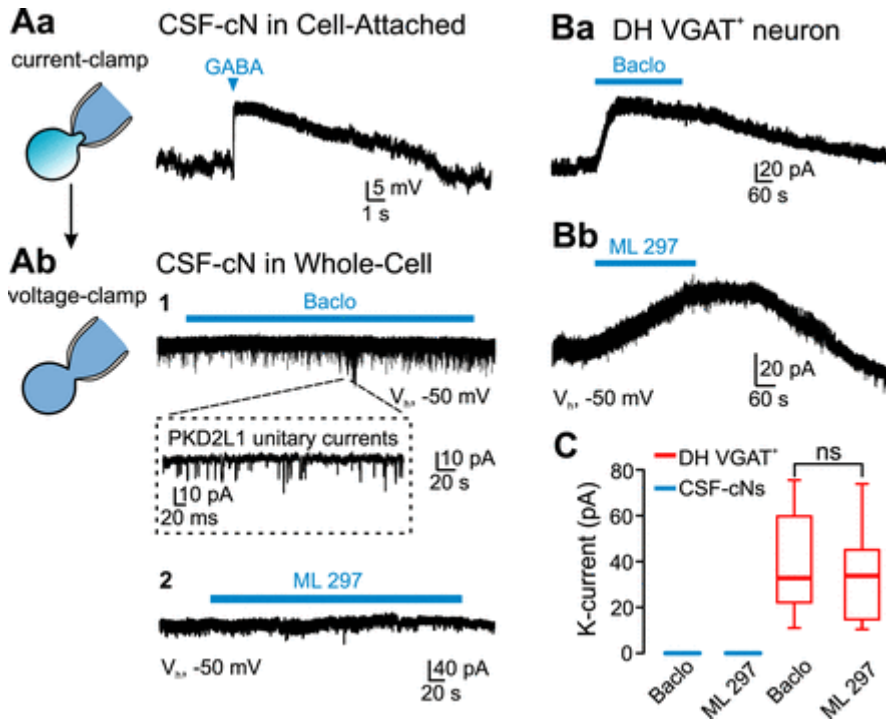 Aa CSF-cN in Cell-Attached
current-clamp
GABA
5 mV
1 s
Ab CSF-cN in Whole-Cell
voltage-clamp
1
Baclo
Vh, -50 mV
PKD2L1 unitary currents
10 pA
20 ms
10 pA
20 s
2
ML 297
Vh, -50 mV
40 pA
20 s
Ba DH VGAT+ neuron
Baclo
20 pA
60 s
Bb
ML 297
Vh, -50 mV
20 pA
60 s
C
DH VGAT+
CSF-cNs
ns
K-current (pA)
80
60
40
20
0
Baclo
ML 297
Baclo
ML 297